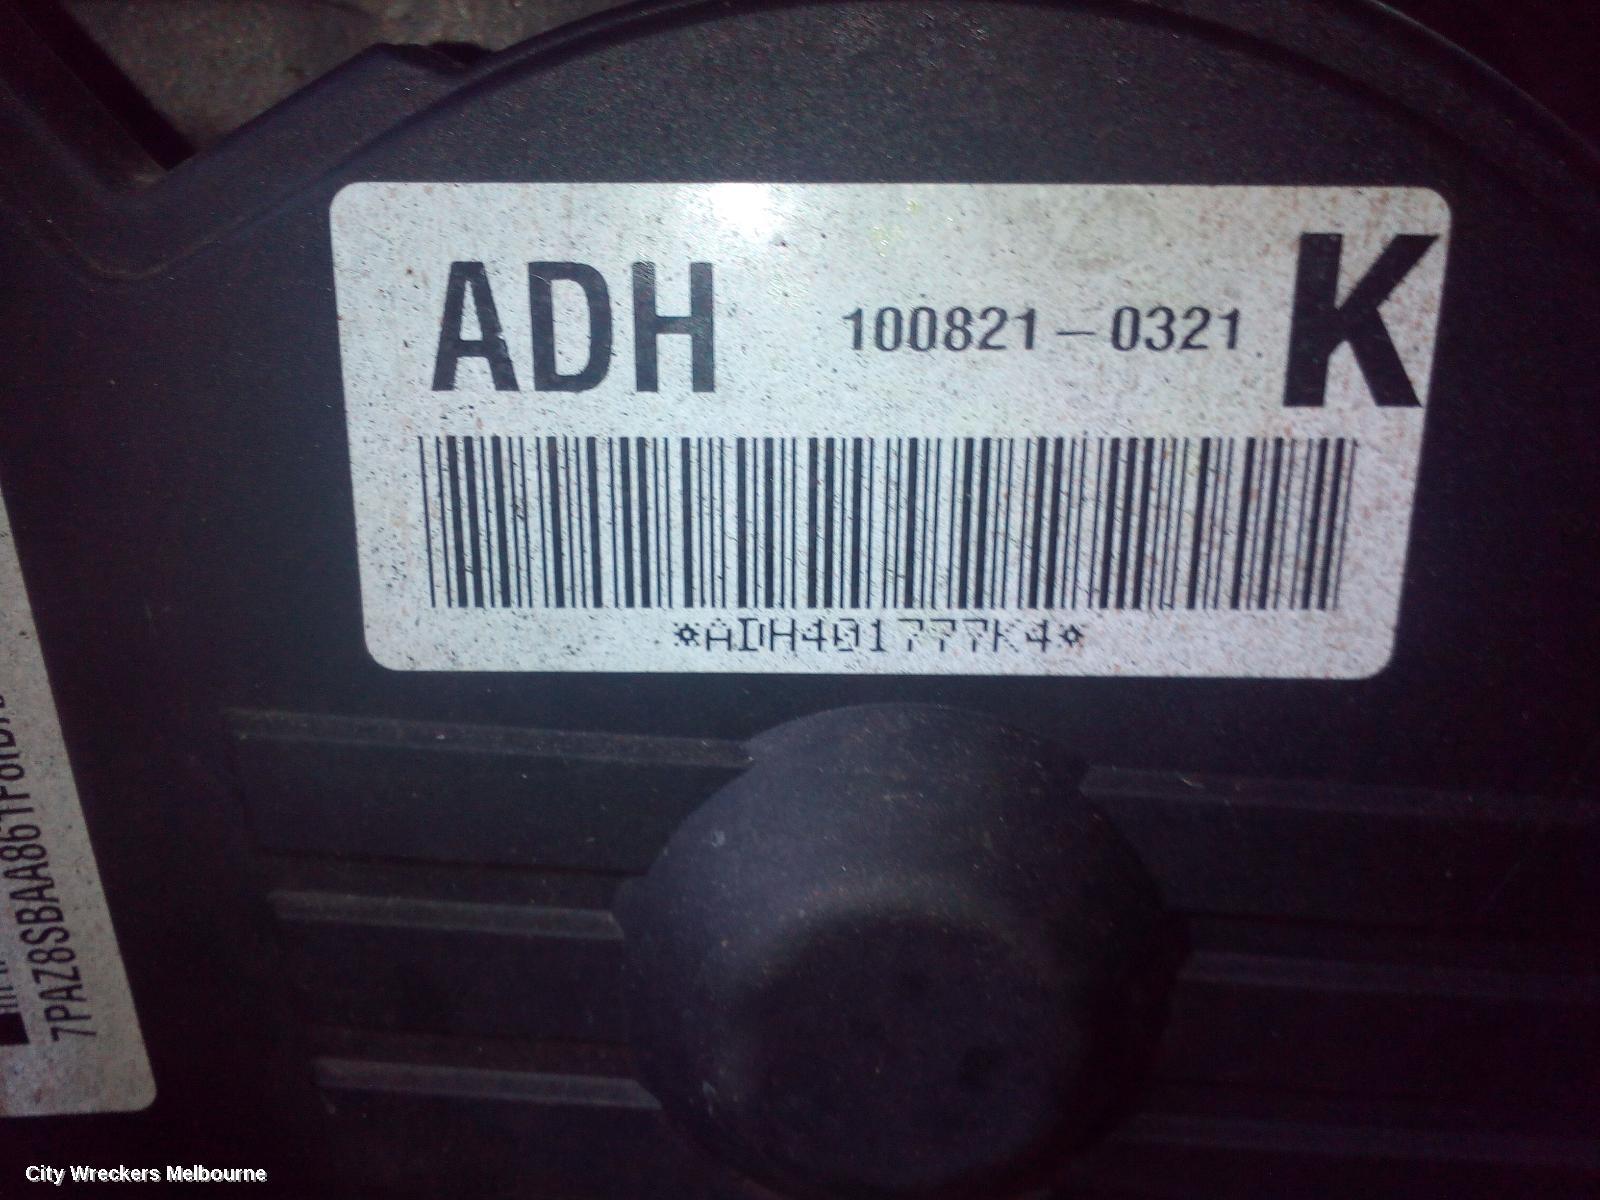 ADH 100821-0321 K
*ADH401777K4*
7PAZ8SBAA861F
City Wreckers Melbourne